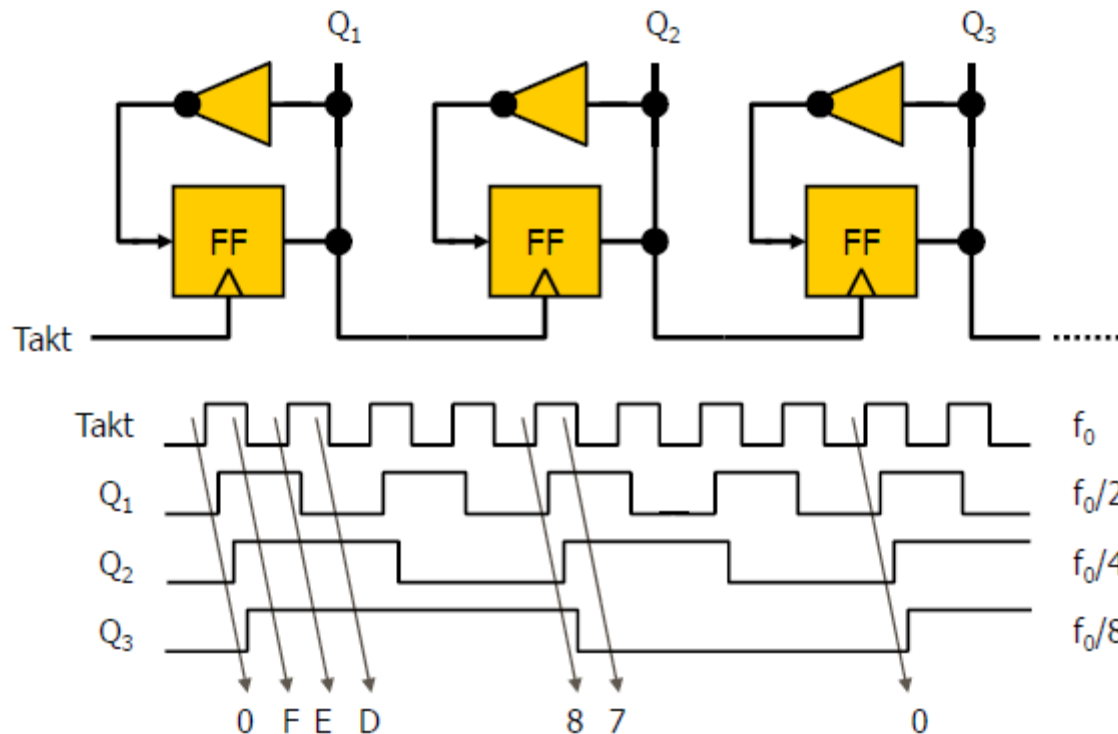 Q₁ Q₂ Q₃
FF FF FF
Takt ........
Takt f₀
Q₁ f₀/2
Q₂ f₀/4
Q₃ f₀/8
0 F E D 8 7 0